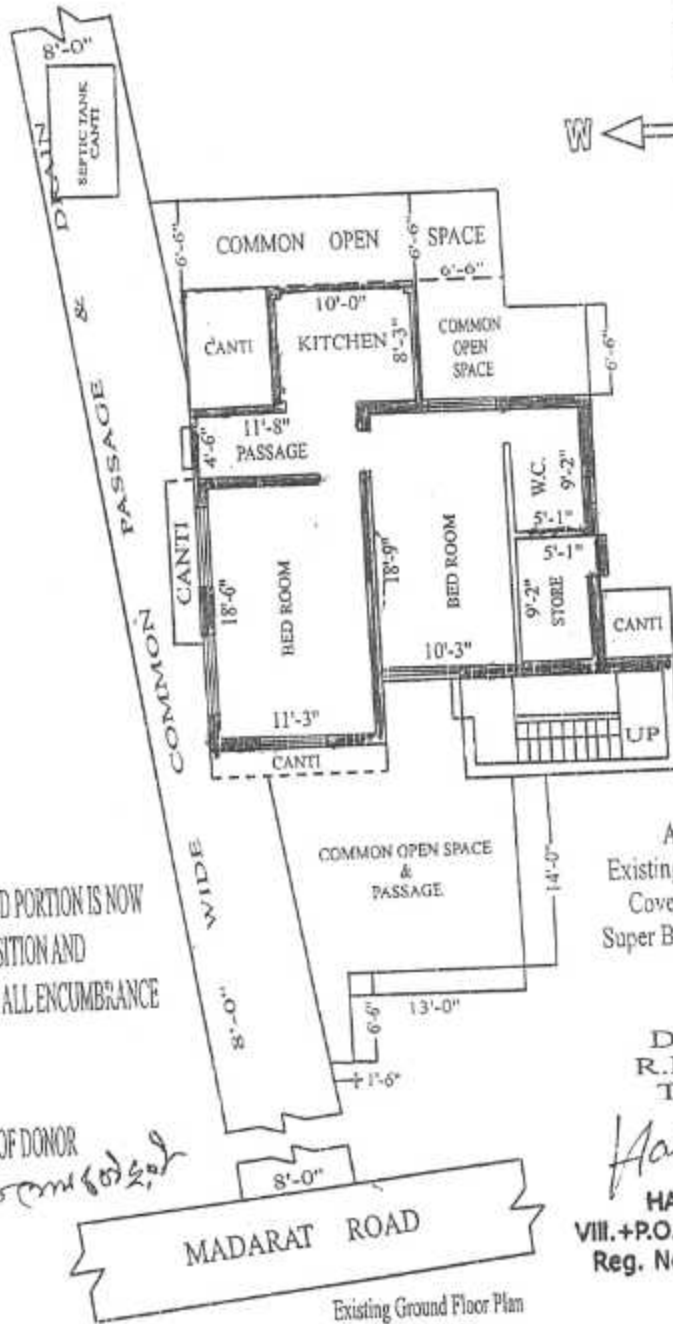 8'-0"
SEPTIC TANK
CANTI
W
DRAIN
&
PASSAGE
COMMON
WIDE
8'-0"
COMMON OPEN SPACE
6'-6"
6'-6"
6'-6"
10'-0"
KITCHEN
8'-3"
CANTI
COMMON
OPEN
SPACE
6'-6"
11'-8"
PASSAGE
4'-6"
CANTI
18'-6"
BED ROOM
11'-3"
CANTI
18'-9"
BED ROOM
10'-3"
W.C.
9'-2"
5'-1"
5'-1"
9'-2"
STORE
CANTI
UP
COMMON OPEN SPACE
&
PASSAGE
14'-0"
13'-0"
6'-6"
1'-6"
D PORTION IS NOW
SITION AND
ALL ENCUMBRANCE
OF DONOR
A
Existing
Cove
Super B
D
R.
T
Ha
HA
Vill.+P.O.
Reg. N
8'-0"
MADARAT ROAD
Existing Ground Floor Plan